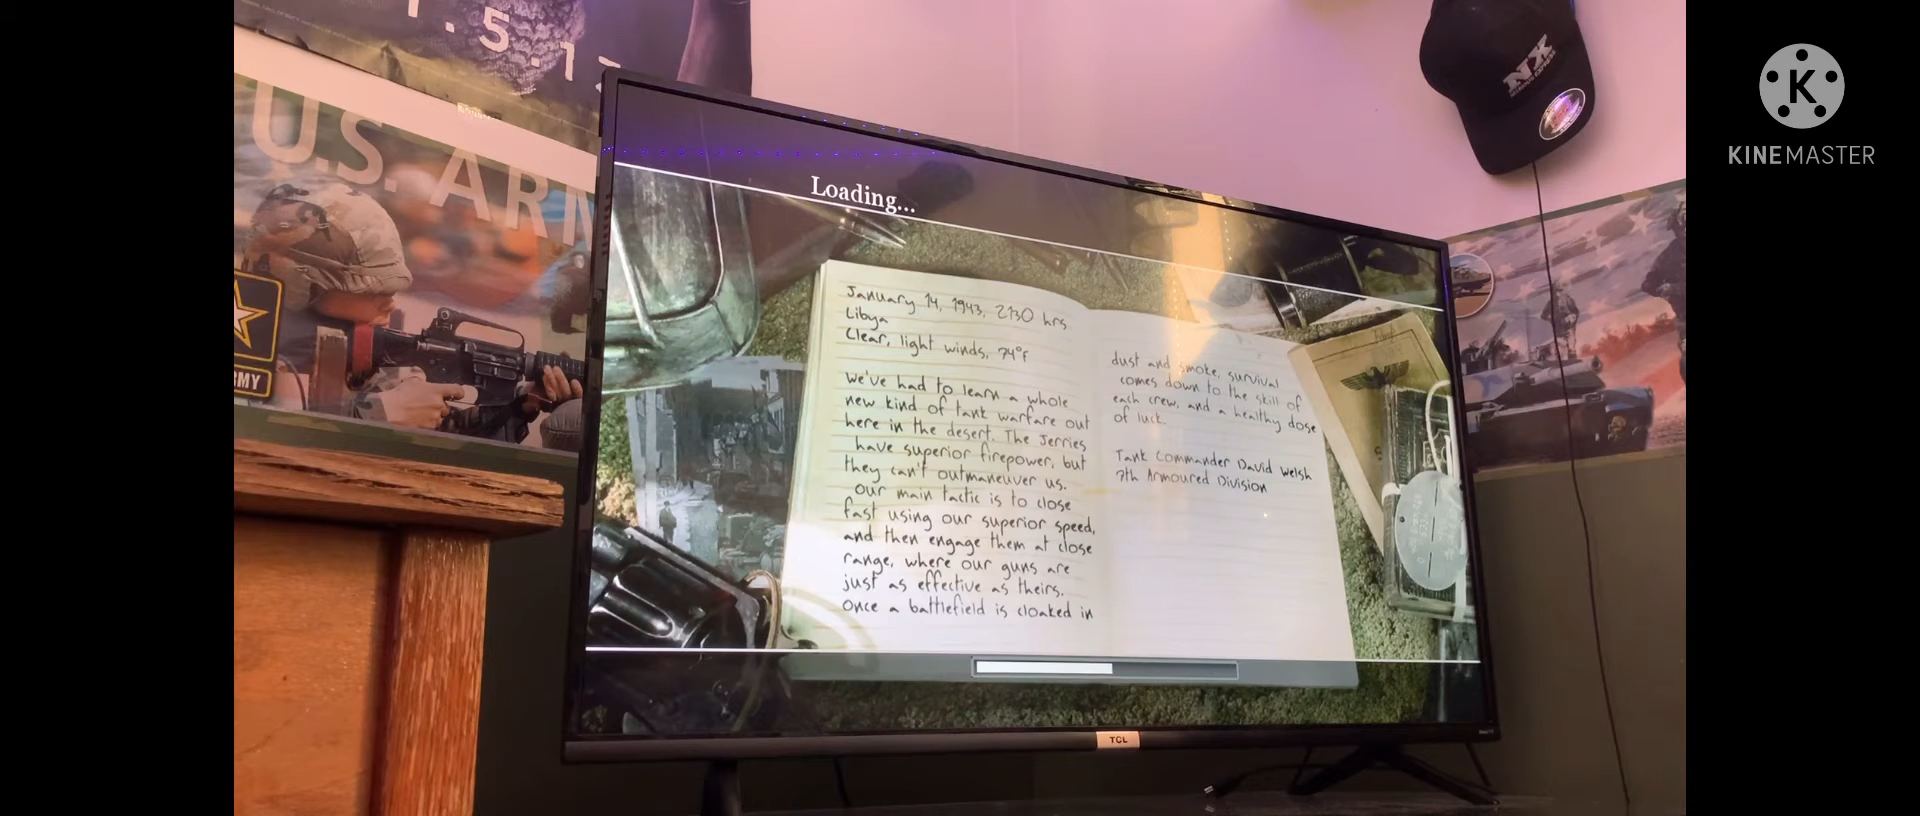 .5.1
U.S. ARM
ARMY
NX
K
KINEMASTER
Loading...
January 14, 1943, 2130 hrs
Libya
Clear, light winds, 74°F
We've had to learn a whole
new kind of tank warfare out
here in the desert. The Jerries
have superior firepower, but
they can't outmaneuver us.
Our main tactic is to close
fast using our superior speed,
and then engage them at close
range, where our guns are
just as effective as theirs.
Once a battlefield is cloaked in
dust and smoke, survival
comes down to the skill of
each crew, and a healthy dose
of luck.
Tank Commander David Welsh
7th Armoured Division
TCL